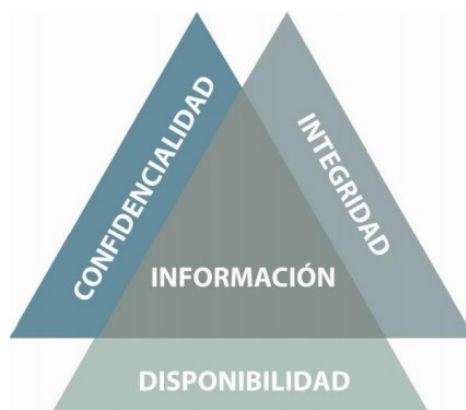 CONFIDENCIALIDAD
INTEGRIDAD
INFORMACIÓN
DISPONIBILIDAD